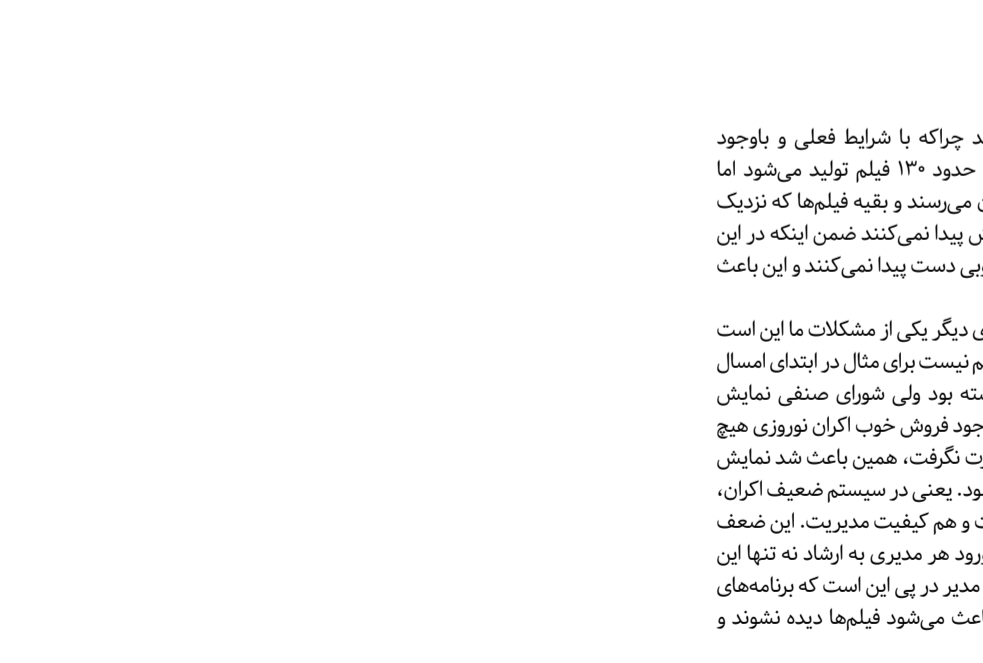 چراکه با شرایط فعلی و باوجود
حدود ۱۳۰ فیلم تولید می‌شود اما
می‌رسند و بقیه فیلم‌ها که نزدیک
پیدا نمی‌کنند ضمن اینکه در این
دست پیدا نمی‌کنند و این باعث
دیگر یکی از مشکلات ما این است
نیست برای مثال در ابتدای امسال
بود ولی شورای صنفی نمایش
فروش خوب اکران نوروزی هیچ
نگرفت، همین باعث شد نمایش
یعنی در سیستم ضعیف اکران،
و هم کیفیت مدیریت. این ضعف
هر مدیری به ارشاد نه تنها این
مدیر در پی این است که برنامه‌های
می‌شود فیلم‌ها دیده نشوند و